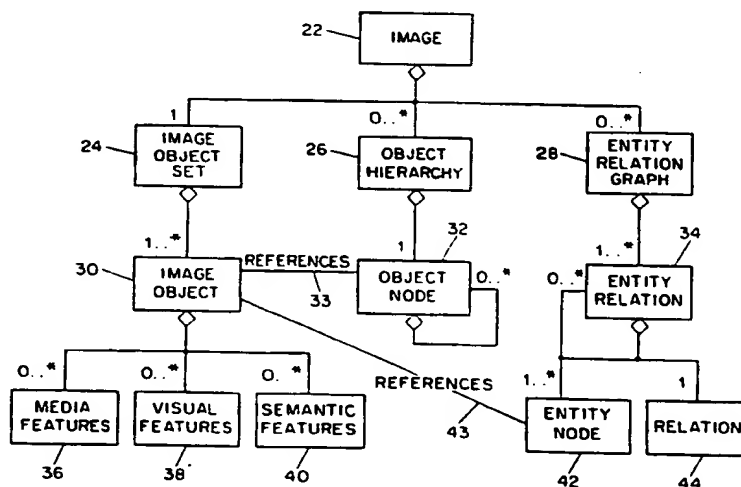 22
IMAGE
1
0..*
0..*
24
IMAGE
OBJECT
SET
26
OBJECT
HIERARCHY
28
ENTITY
RELATION
GRAPH
1..*
1
32
1..*
34
30
IMAGE
OBJECT
REFERENCES
33
OBJECT
NODE
0..*
0..*
ENTITY
RELATION
0..*
0..*
0.*
REFERENCES
43
1..*
1
MEDIA
FEATURES
VISUAL
FEATURES
SEMANTIC
FEATURES
ENTITY
NODE
RELATION
36
38
40
42
44